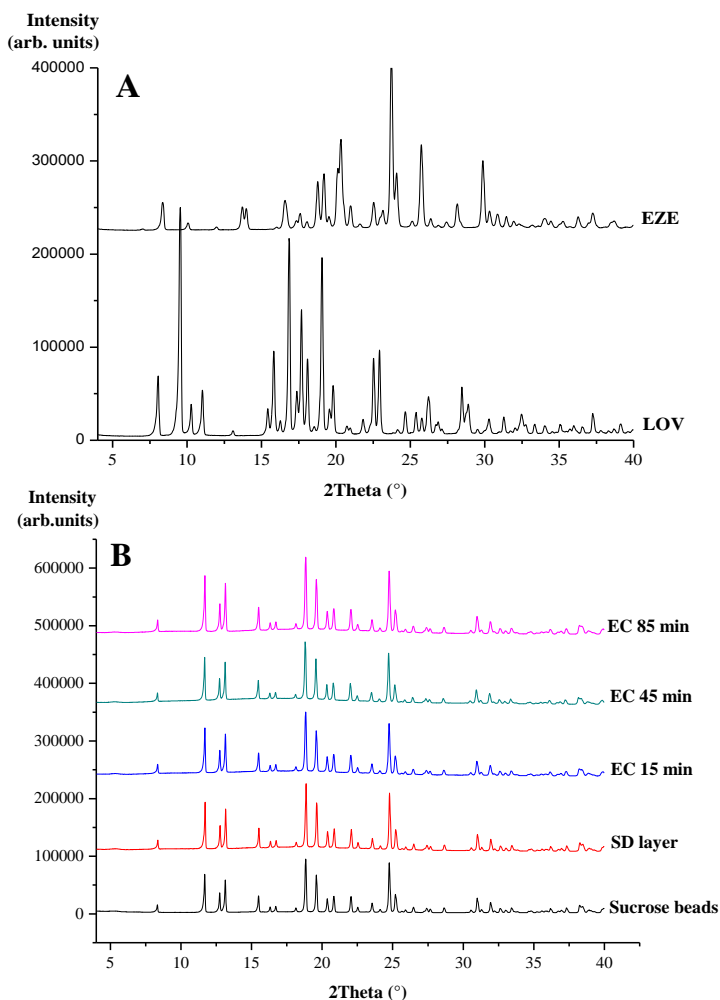 Intensity
(arb. units)
A
400000
300000
EZE
200000
100000
LOV
0
5 10 15 20 25 30 35 40
2Theta (°)
Intensity
(arb.units)
B
600000
EC 85 min
500000
EC 45 min
400000
EC 15 min
300000
200000
SD layer
100000
Sucrose beads
0
5 10 15 20 25 30 35 40
2Theta (°)